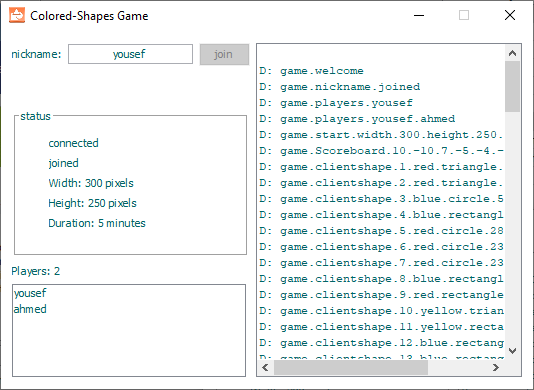 Colored-Shapes Game
nickname: yousef join
status
connected
joined
Width: 300 pixels
Height: 250 pixels
Duration: 5 minutes
Players: 2
yousef
ahmed
D: game.welcome
D: game.nickname.joined
D: game.players.yousef
D: game.players.yousef.ahmed
D: game.start.width.300.height.250.
D: game.Scoreboard.10.-10.7.-5.-4.-
D: game.clientshape.1.red.triangle.
D: game.clientshape.2.red.triangle.
D: game.clientshape.3.blue.circle.5
D: game.clientshape.4.blue.rectangl
D: game.clientshape.5.red.circle.28
D: game.clientshape.6.red.circle.23
D: game.clientshape.7.red.circle.23
D: game.clientshape.8.blue.rectangl
D: game.clientshape.9.red.rectangle
D: game.clientshape.10.yellow.trian
D: game.clientshape.11.yellow.recta
D: game.clientshape.12.blue.rectang
D: game.clientshape.13.blue.rectang